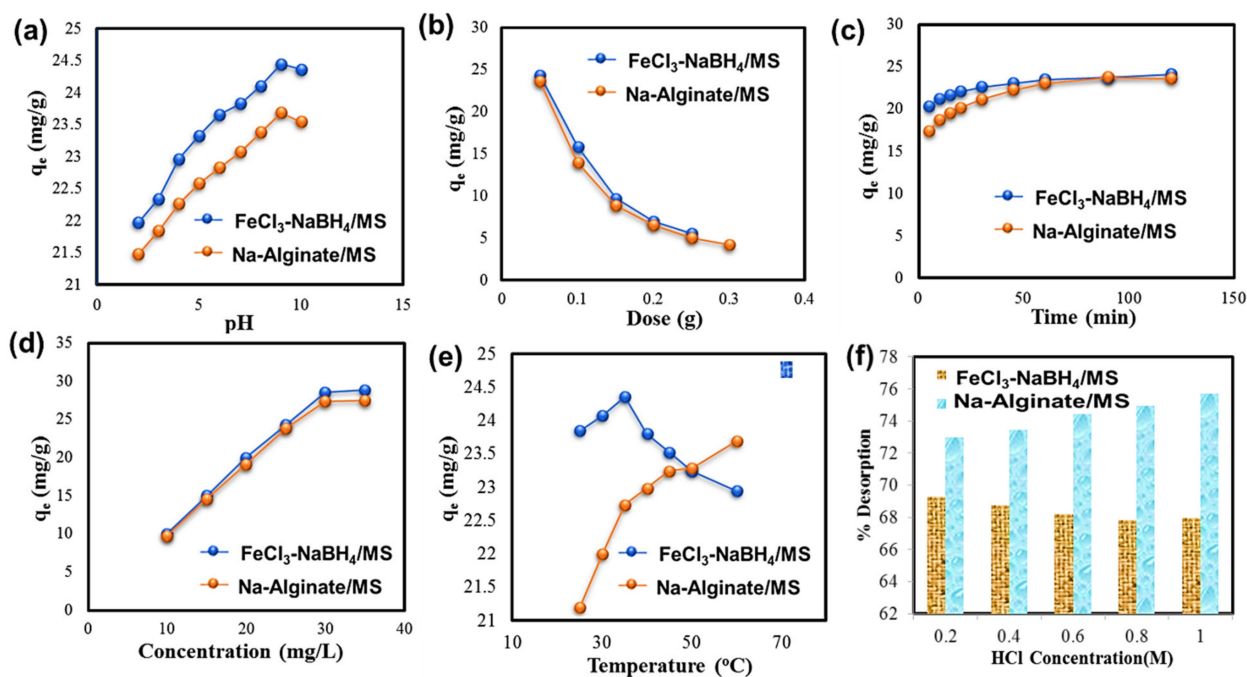 (a)
25
24.5
24
23.5
23
22.5
22
21.5
21
qe (mg/g)
FeCl3-NaBH4/MS
Na-Alginate/MS
0
5
10
15
pH
(b)
30
25
20
15
10
5
0
qe (mg/g)
FeCl3-NaBH4/MS
Na-Alginate/MS
0.1
0.2
0.3
0.4
Dose (g)
(c)
30
25
20
15
10
5
0
qe (mg/g)
FeCl3-NaBH4/MS
Na-Alginate/MS
0
50
100
150
Time (min)
(d)
35
30
25
20
15
10
5
0
qe (mg/g)
FeCl3-NaBH4/MS
Na-Alginate/MS
0
10
20
30
40
Concentration (mg/L)
(e)
25
24.5
24
23.5
23
22.5
22
21.5
21
qe (mg/g)
FeCl3-NaBH4/MS
Na-Alginate/MS
10
30
50
70
Temperature (oC)
(f)
78
76
74
72
70
69
68
66
64
62
% Desorption
FeCl3-NaBH4/MS
Na-Alginate/MS
0.2
0.4
0.6
0.8
1
HCl Concentration(M)